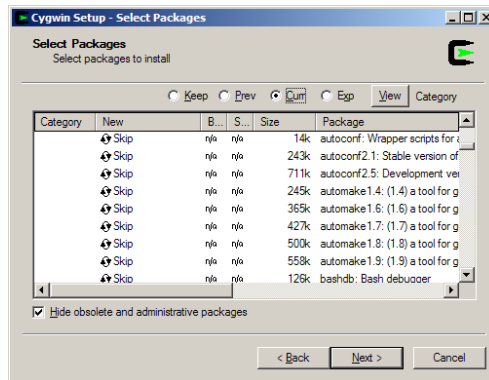 Cygwin Setup - Select Packages
Select Packages
Select packages to install
Keep Prev Curr Exp View Category
Category New B... S... Size Package
Skip n/a n/a 14k autoconf: Wrapper scripts for
Skip n/a n/a 243k autoconf2.1: Stable version of
Skip n/a n/a 711k autoconf2.5: Development ve
Skip n/a n/a 245k automake1.4: (1.4) a tool for g
Skip n/a n/a 365k automake1.6: (1.6) a tool for g
Skip n/a n/a 427k automake1.7: (1.7) a tool for g
Skip n/a n/a 500k automake1.8: (1.8) a tool for g
Skip n/a n/a 558k automake1.9: (1.9) a tool for g
Skip n/a n/a 126k bashdb: Bash debugger
Hide obsolete and administrative packages
< Back Next > Cancel